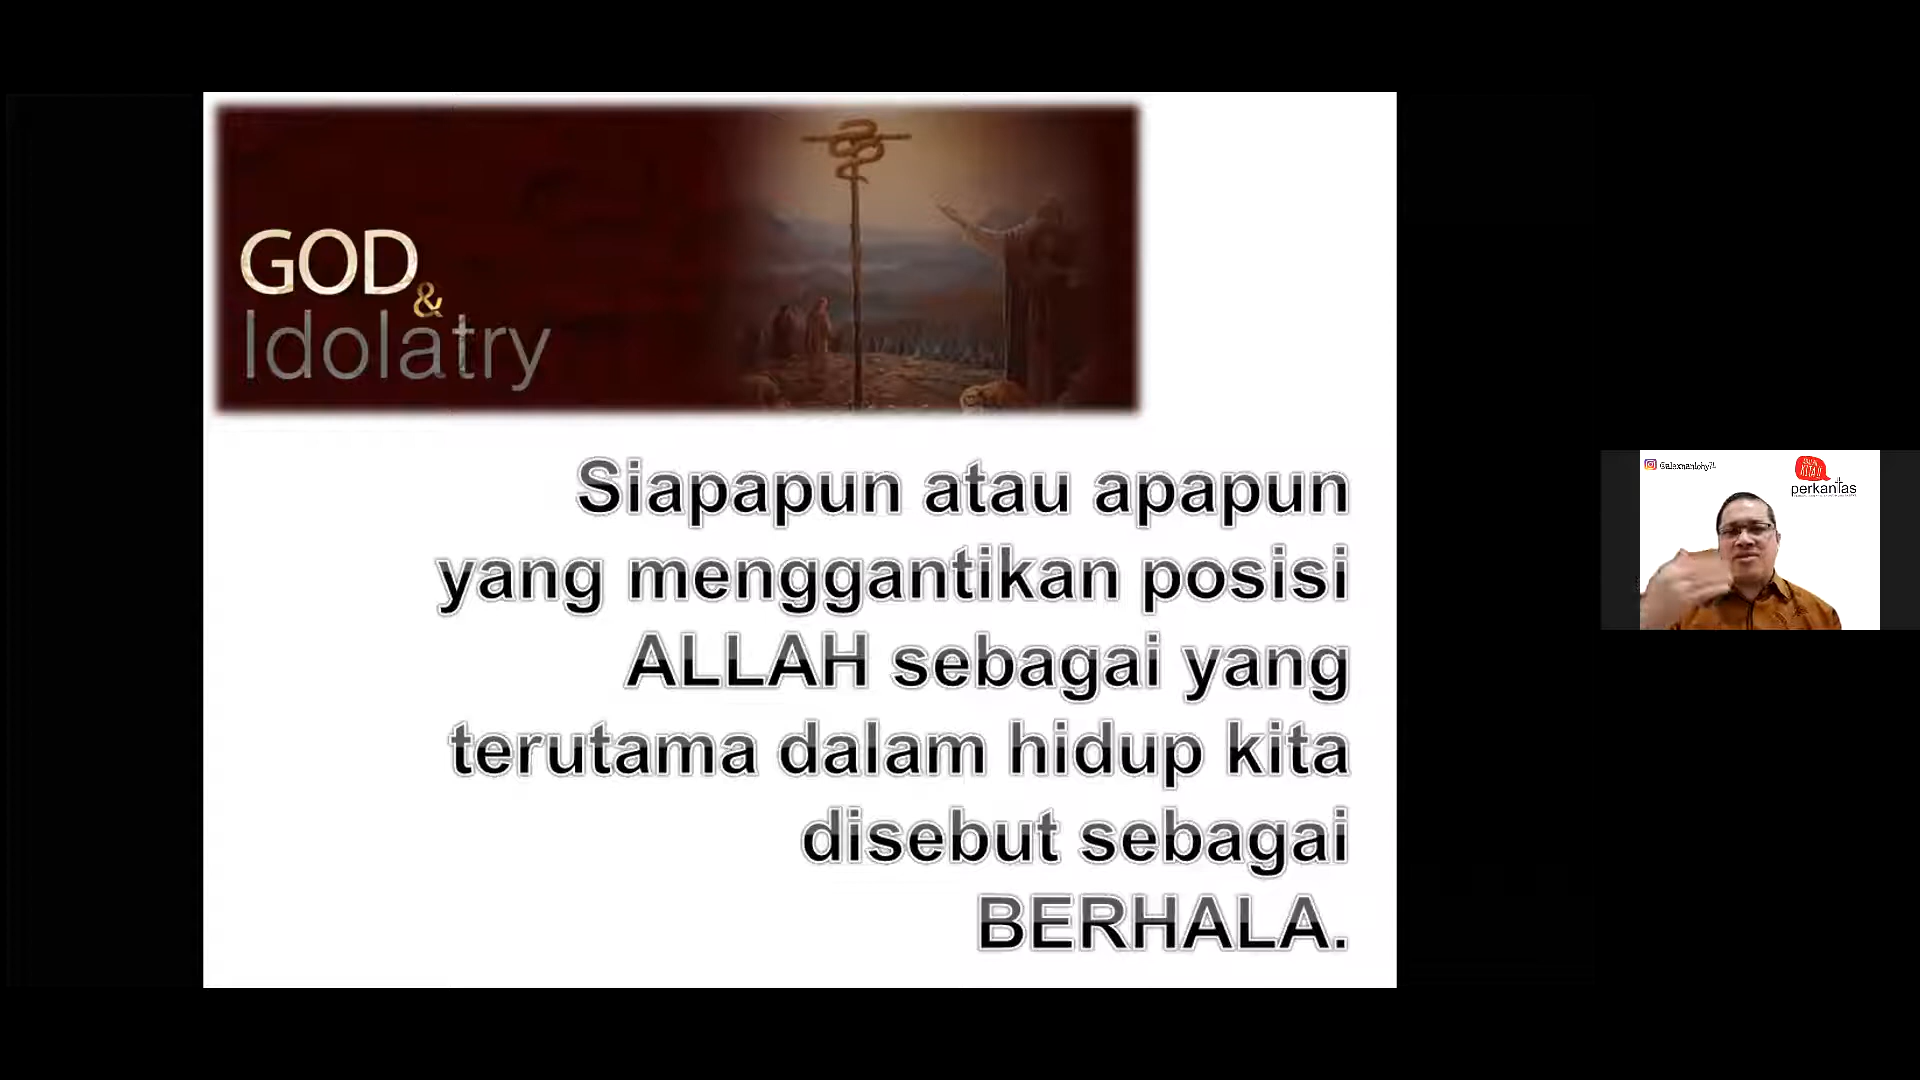 GOD
&
Idolatry
Siapapun atau apapun
yang menggantikan posisi
ALLAH sebagai yang
terutama dalam hidup kita
disebut sebagai
BERHALA.
perkantas